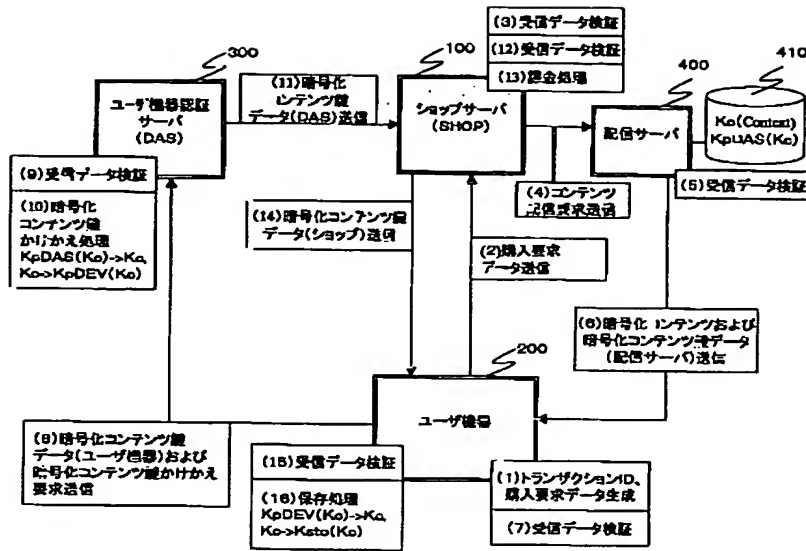 300
100
(3)受信データ検証
(12)受信データ検証
(13)課金処理
400
410
(11)暗号化
コンテンツ鍵
データ(DAS)送信
ユーザ機器認証
サーバ
(DAS)
ショップサーバ
(SHOP)
配信サーバ
Kc(Content)
KpDAS(Kc)
(9)受信データ検証
(10)暗号化
コンテンツ鍵
かけかえ処理
KpDAS(Kc)->Kc,
Kc->KpDEV(Kc)
(5)受信データ検証
(4)コンテンツ
配信要求送信
(14)暗号化コンテンツ鍵
データ(ショップ)送信
(2)購入要求
データ送信
(6)暗号化コンテンツおよび
暗号化コンテンツ鍵データ
(配信サーバ)送信
200
ユーザ機器
(8)暗号化コンテンツ鍵
データ(ユーザ機器)および
暗号化コンテンツ鍵かけかえ
要求送信
(15)受信データ検証
(16)保存処理
KpDEV(Kc)->Kc,
Kc->Ksto(Kc)
(1)トランザクションID、
購入要求データ生成
(7)受信データ検証